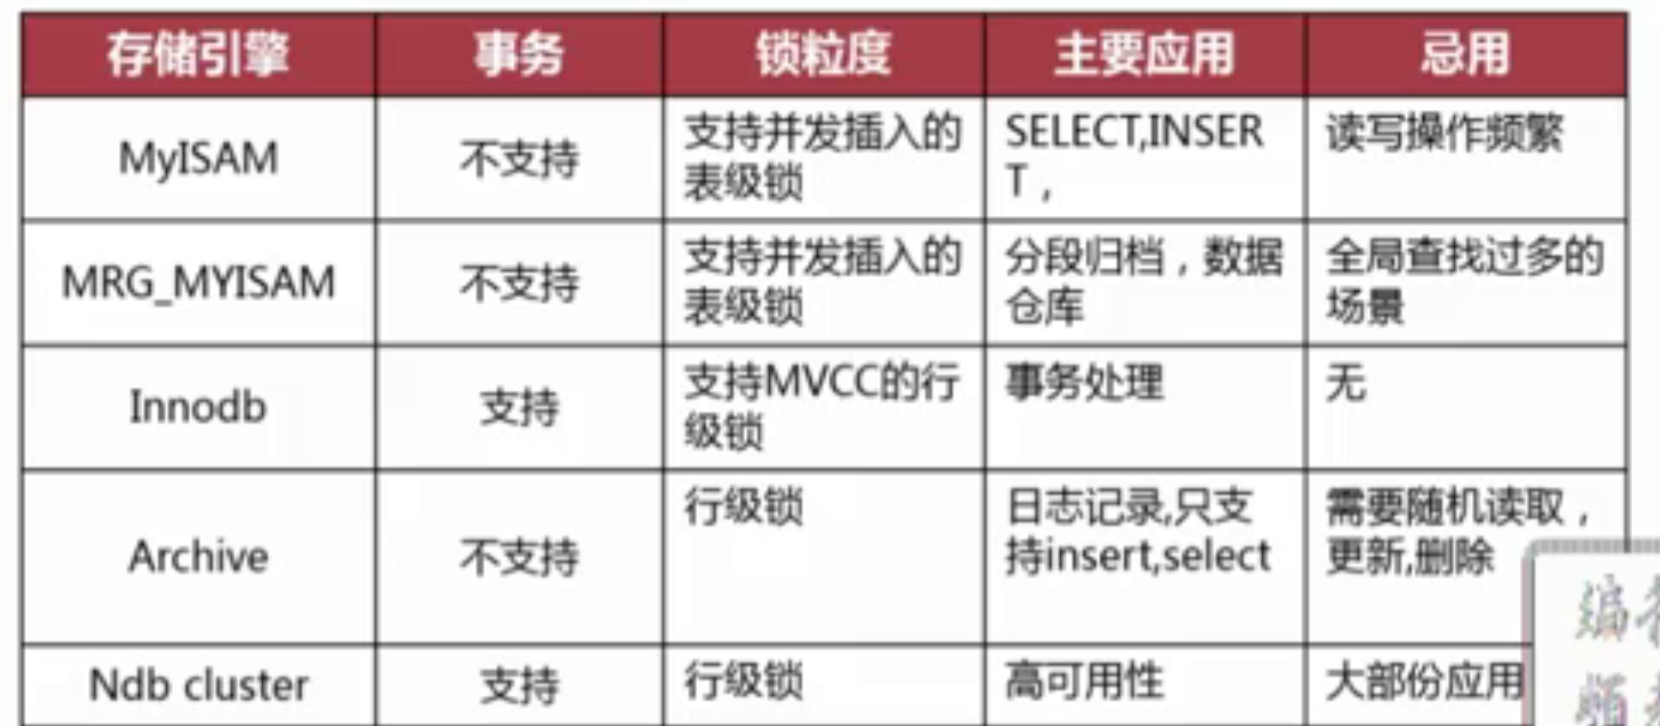 存储引擎 事务 锁粒度 主要应用 忌用
MyISAM 不支持 支持并发插入的 SELECT,INSER 读写操作频繁
表级锁 T，
MRG_MYISAM 不支持 支持并发插入的 分段归档，数据 全局查找过多的
表级锁 仓库 场景
Innodb 支持 支持MVCC的行 事务处理 无
级锁
Archive 不支持 行级锁 日志记录,只支 需要随机读取，
持insert,select 更新,删除
Ndb cluster 支持 行级锁 高可用性 大部份应用
编
频